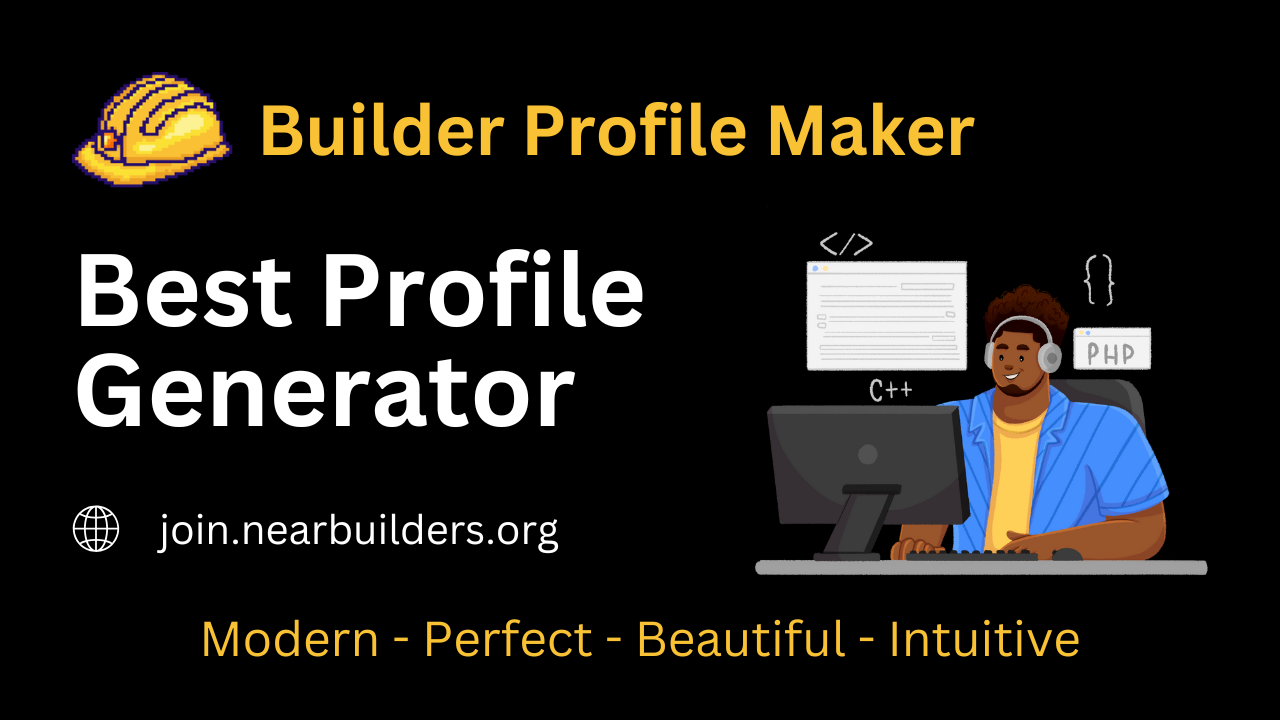 Builder Profile Maker
Best Profile
Generator
</>
{}
PHP
C++
join.nearbuilders.org
Modern - Perfect - Beautiful - Intuitive